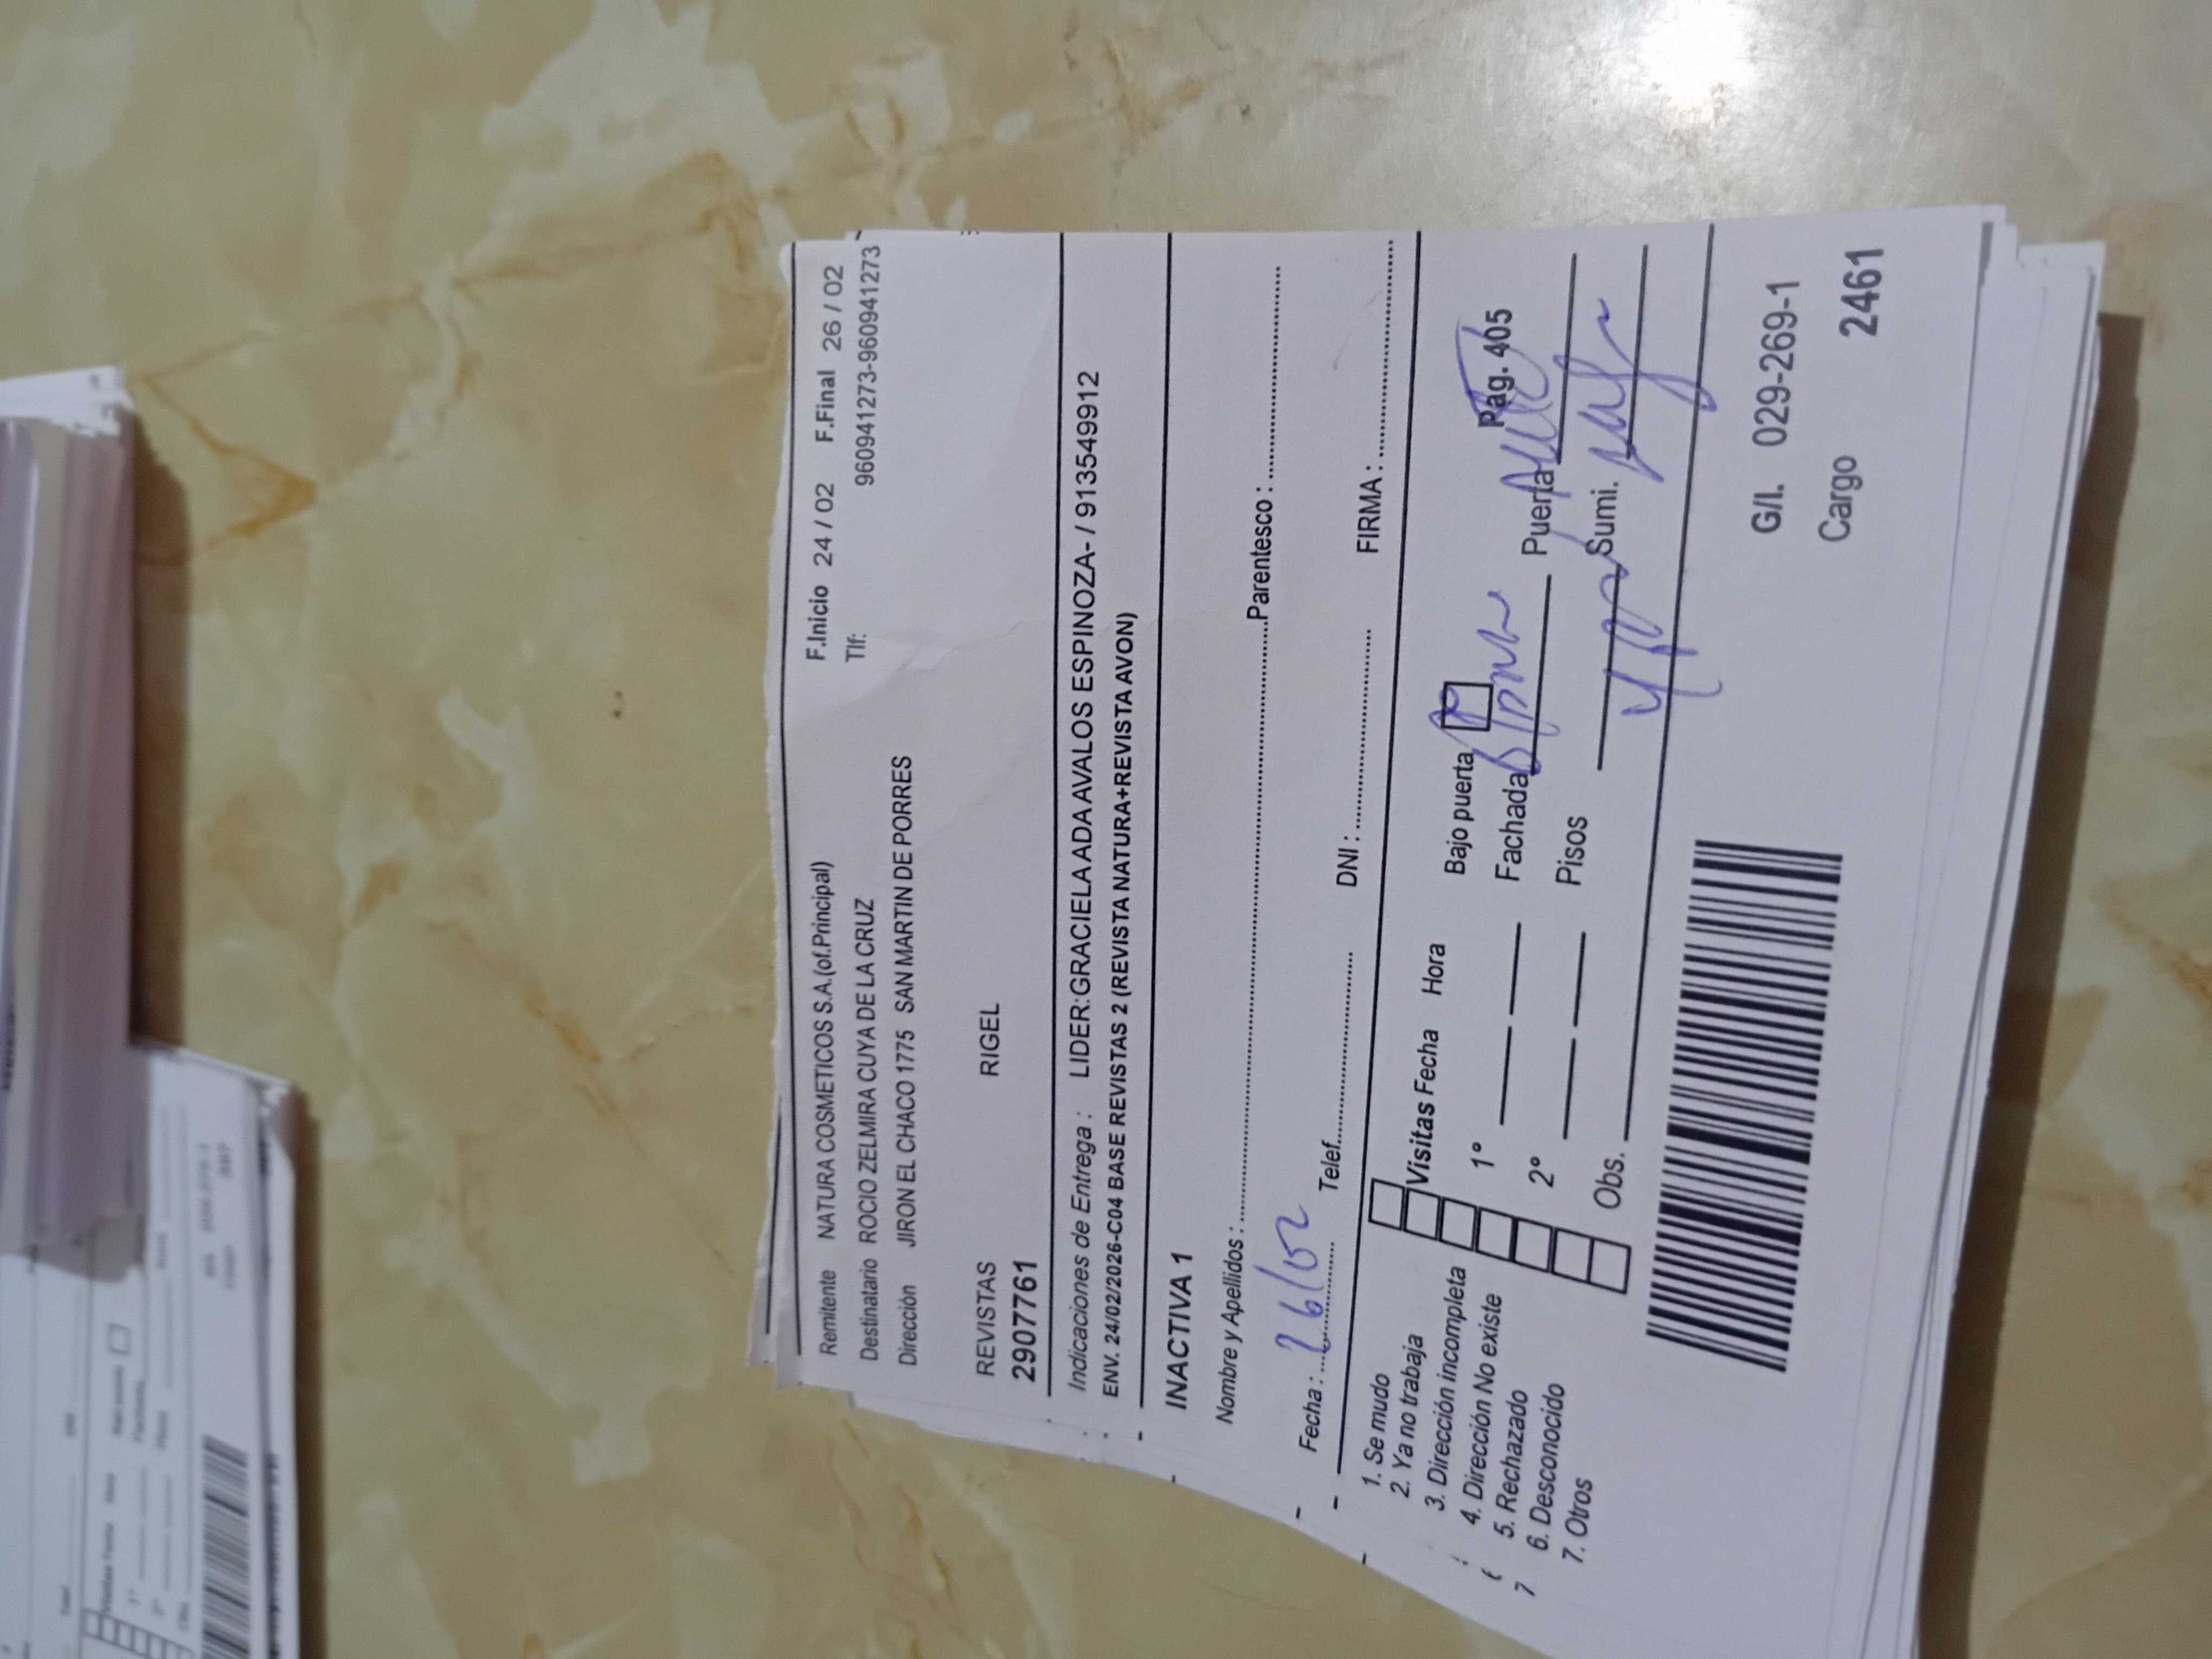 F.Inicio 24 / 02 F.Final 26 / 02
Remitente NATURA COSMETICOS S.A.(of.Principal)
Tlf: 960941273-960941273
Destinatario ROCIO ZELMIRA CUYA DE LA CRUZ
Dirección JIRON EL CHACO 1775 SAN MARTIN DE PORRES
REVISTAS RIGEL
29077761
Indicaciones de Entrega : LIDER:GRACIELA ADA AVALOS ESPINOZA- / 913549912
ENV. 24/02/2026-C04 BASE REVISTAS 2 (REVISTA NATURA+REVISTA AVON)
INACTIVA 1
Nombre y Apellidos : Parentesco :
Fecha : 26/02 Telef. DNI : FIRMA :
1. Se mudo
2. Ya no trabaja
3. Dirección incompleta
4. Dirección No existe
5. Rechazado
6. Desconocido
7. Otros
Visitas Fecha Hora
1°
2°
Obs.
Bajo puerta Pag. 405
Fachada Puerta
Pisos Sumi.
G/I. 029-269-1
Cargo 2461